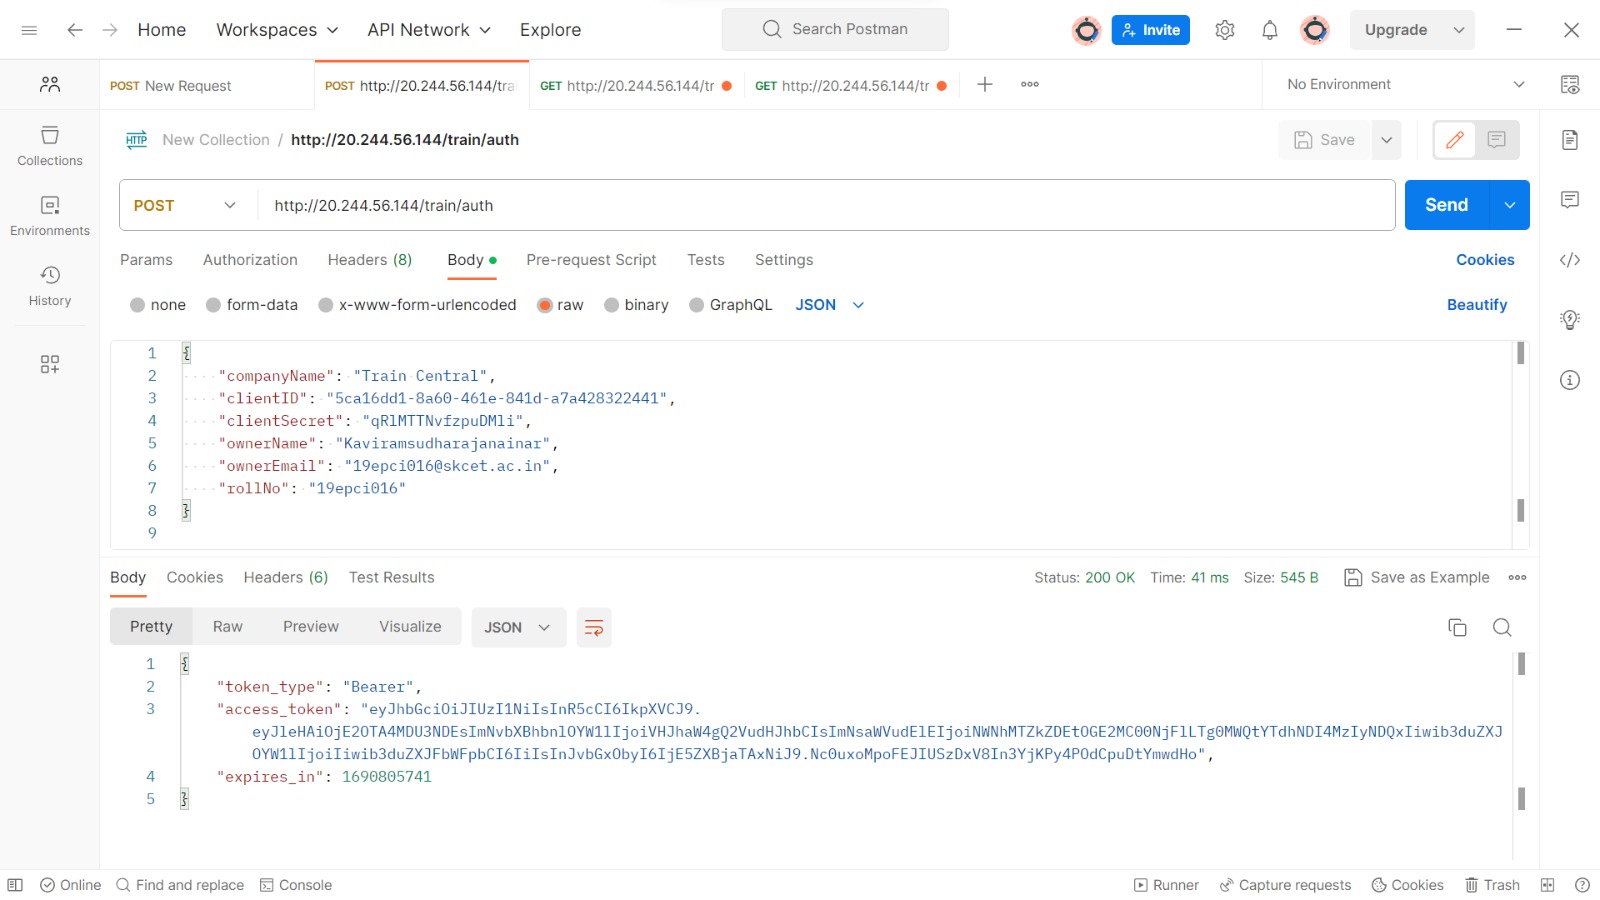 Home Workspaces API Network Explore Search Postman Invite Upgrade
POST New Request POST http://20.244.56.144/tra GET http://20.244.56.144/tr GET http://20.244.56.144/tr No Environment
HTTP New Collection / http://20.244.56.144/train/auth Save
Collections
POST http://20.244.56.144/train/auth Send
Environments
Params Authorization Headers (8) Body Pre-request Script Tests Settings Cookies
History
none form-data x-www-form-urlencoded raw binary GraphQL JSON Beautify
1 {
2 "companyName": "Train Central",
3 "clientID": "5ca16dd1-8a60-461e-841d-a7a428322441",
4 "clientSecret": "qRlMTTNvfzpuDMli",
5 "ownerName": "Kaviramsudharajanainar",
6 "ownerEmail": "19epci016@skcet.ac.in",
7 "rollNo": "19epci016"
8 }
9
Body Cookies Headers (6) Test Results Status: 200 OK Time: 41 ms Size: 545 B Save as Example
Pretty Raw Preview Visualize JSON
1 {
2 "token_type": "Bearer",
3 "access_token": "eyJhbGciOiJIUzI1NiIsInR5cCI6IkpXVCJ9.
eyJleHAiOjE2OTA4MDU3NDEsImNvbXBhbnlOYW1lIjoiVHJhaW4gQ2VudHJhbCIsImNsaWVudElEIjoiNWNhMTZkZDEtOGE2MC00NjFlLTg0MWQtYTdhNDI4MzIyNDQxIiwib3duZXJ
OYW1lIjoiIiwib3duZXJFbWFpbCI6IiIsInJvbGxObyI6IjE5ZXBjaTAxNiJ9.Nc0uxoMpoFEJIUSzDxV8In3YjKPy4POdCpuDtYmwdHo",
4 "expires_in": 1690805741
5 }
Online Find and replace Console Runner Capture requests Cookies Trash